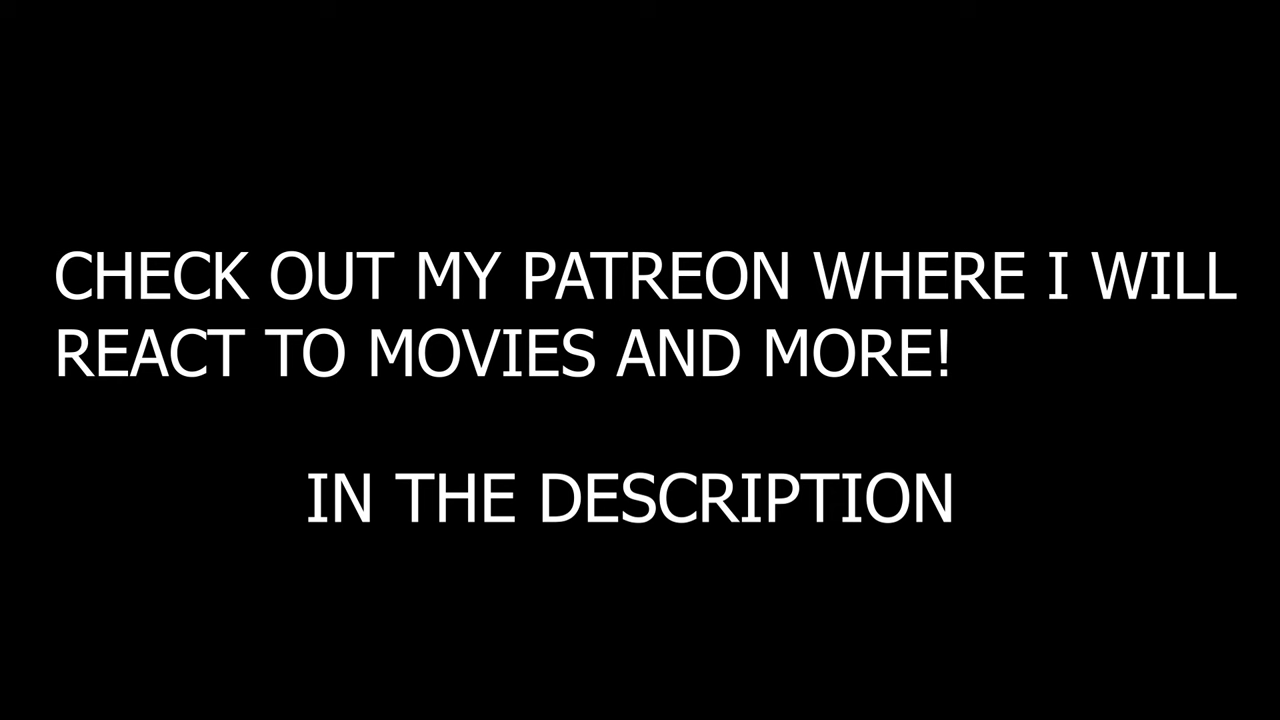 CHECK OUT MY PATREON WHERE I WILL
REACT TO MOVIES AND MORE!
IN THE DESCRIPTION